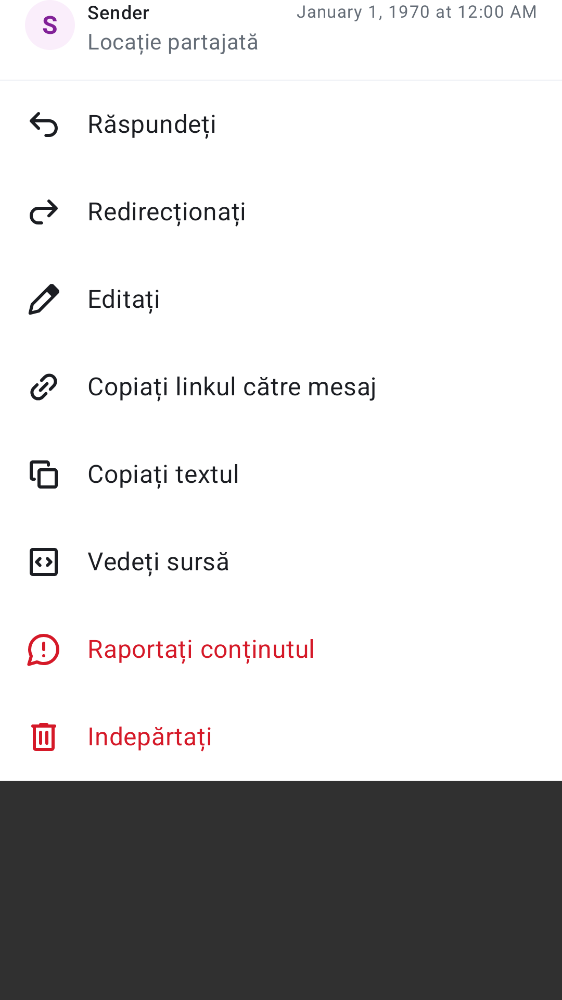 S
Sender
January 1, 1970 at 12:00 AM
Locație partajată
Răspundeți
Redirecționați
Editați
Copiați linkul către mesaj
Copiați textul
Vedeți sursă
Raportați conținutul
Indepărtați